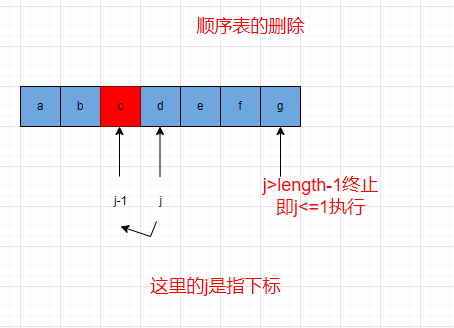 顺序表的删除
a b c d e f g
j-1 j
j>length-1终止
即j<=1执行
这里的j是指下标